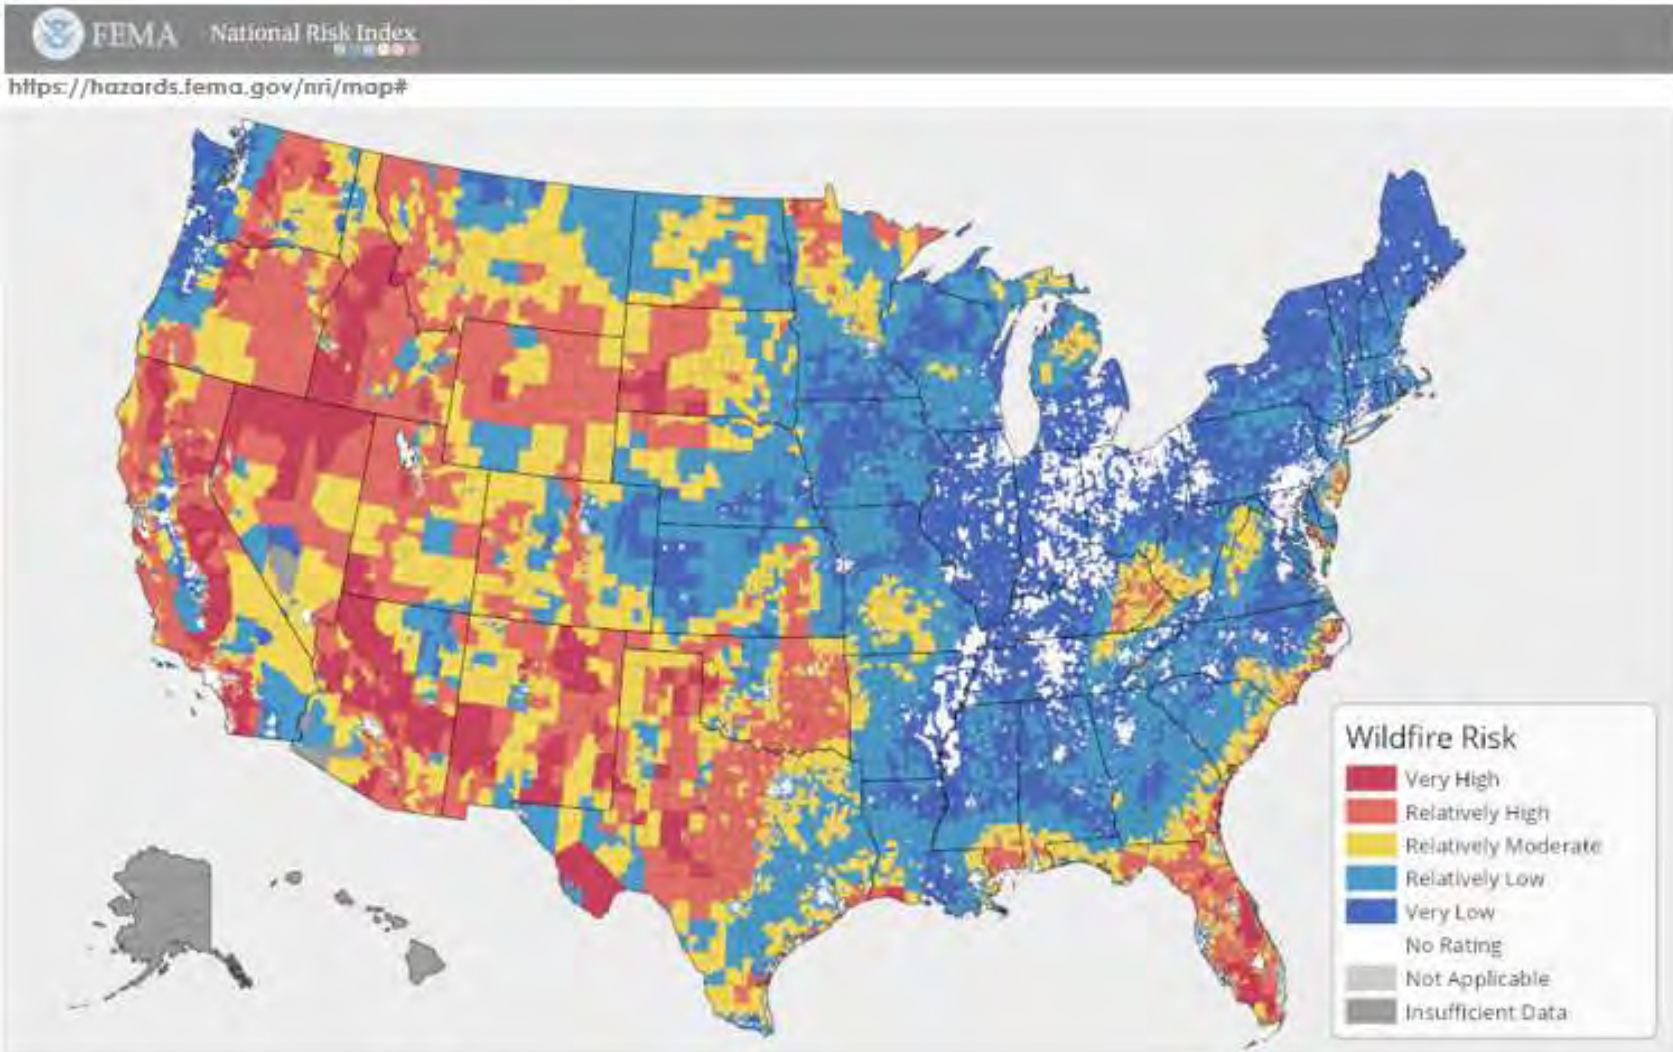 FEMA National Risk Index
https://hazards.fema.gov/nri/map#
Wildfire Risk
Very High
Relatively High
Relatively Moderate
Relatively Low
Very Low
No Rating
Not Applicable
Insufficient Data